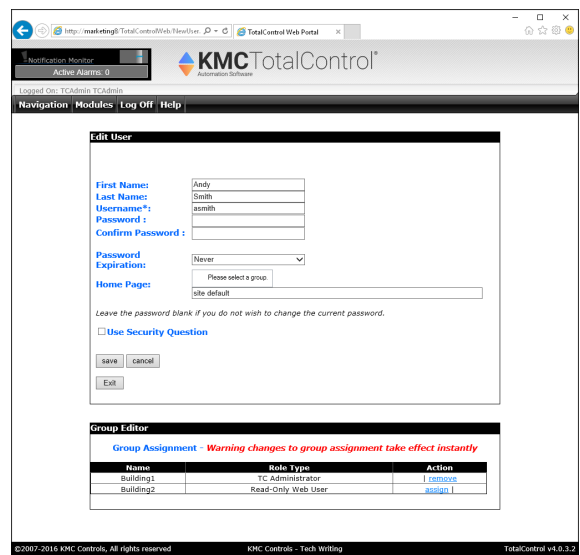 http://marketing8/TotalControlWeb/NewUser.
TotalControl Web Portal
Notification Monitor
Active Alarms: 0
KMCTotalControl®
Automation Software
Logged On: TCAdmin TCAdmin
Navigation Modules Log Off Help
Edit User
First Name: Andy
Last Name: Smith
Username*: asmith
Password :
Confirm Password :
Password Expiration: Never
Please select a group.
Home Page:
site default
Leave the password blank if you do not wish to change the current password.
Use Security Question
save cancel
Exit
Group Editor
Group Assignment - Warning changes to group assignment take effect instantly
Name Role Type Action
Building1 TC Administrator | remove
Building2 Read-Only Web User assign |
©2007-2016 KMC Controls, All rights reserved KMC Controls - Tech Writing TotalControl v4.0.3.2